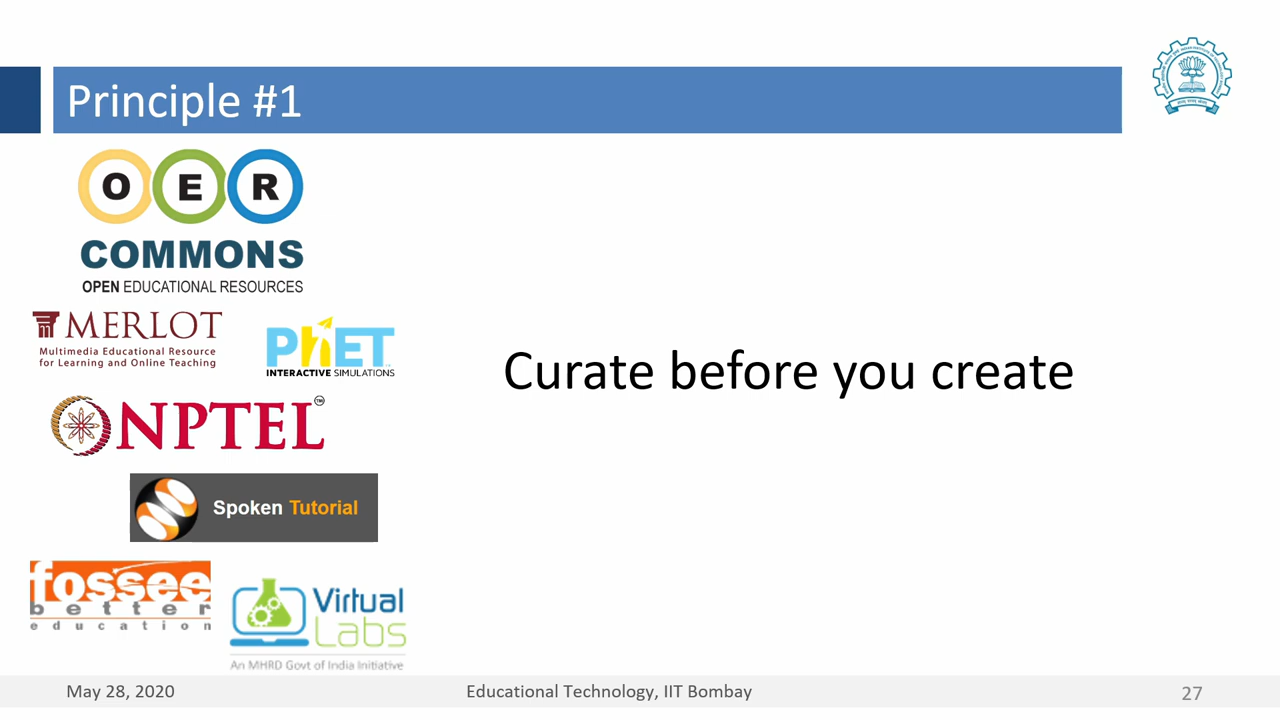 Principle #1
O E R
COMMONS
OPEN EDUCATIONAL RESOURCES
MERLOT
Multimedia Educational Resource
for Learning and Online Teaching
PhET
INTERACTIVE SIMULATIONS
Curate before you create
NPTEL™
Spoken Tutorial
fossee
better
education
Virtual
Labs
An MHRD Govt of India Initiative
May 28, 2020
Educational Technology, IIT Bombay
27